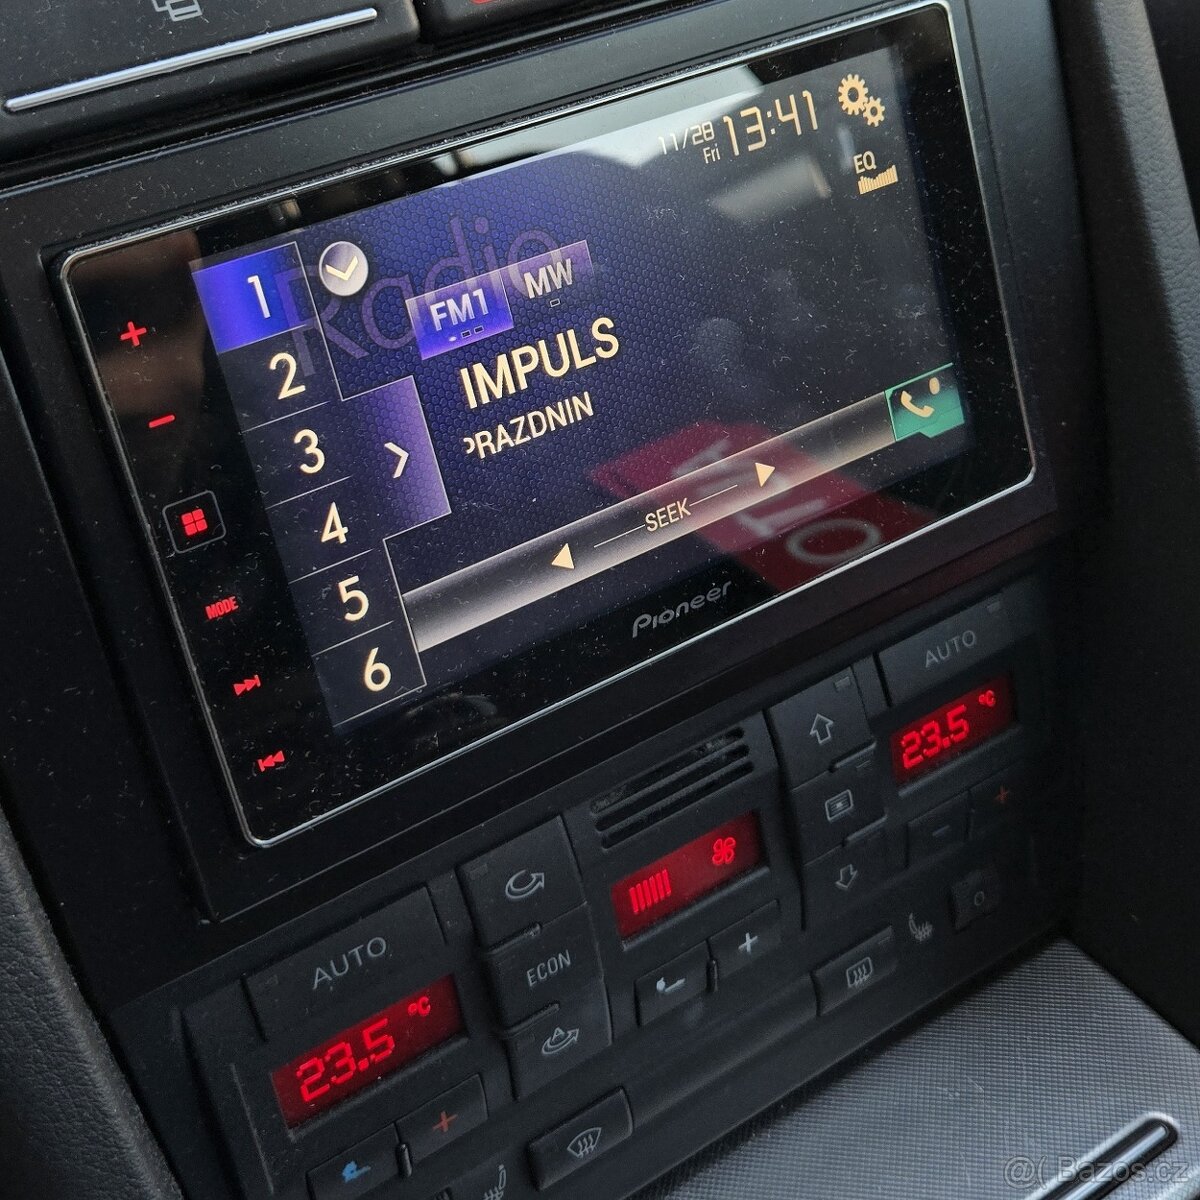 11/28
Fri
13:41
EQ
Radio
1
FM1
MW
2
IMPULS
PRAZDNIN
3
4
SEEK
5
6
MODE
Pioneer
AUTO
23.5 °C
AUTO
23.5 °C
ECON
@( Bazos.cz